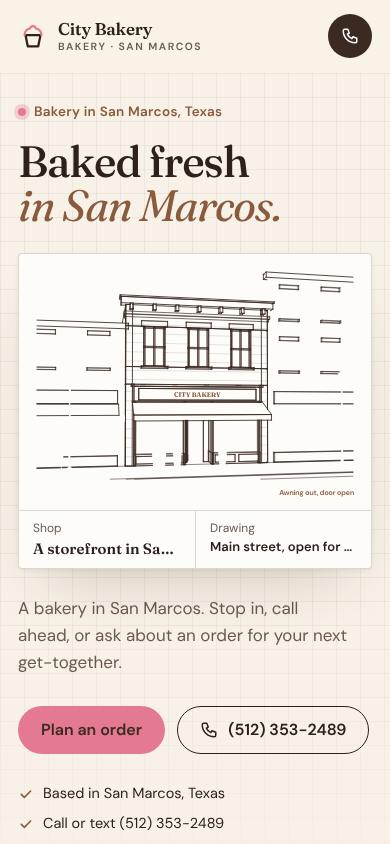 City Bakery
BAKERY · SAN MARCOS
Bakery in San Marcos, Texas
Baked fresh
in San Marcos.
CITY BAKERY
Awning out, door open
Shop
A storefront in Sa...
Drawing
Main street, open for ...
A bakery in San Marcos. Stop in, call
ahead, or ask about an order for your next
get-together.
Plan an order
(512) 353-2489
Based in San Marcos, Texas
Call or text (512) 353-2489